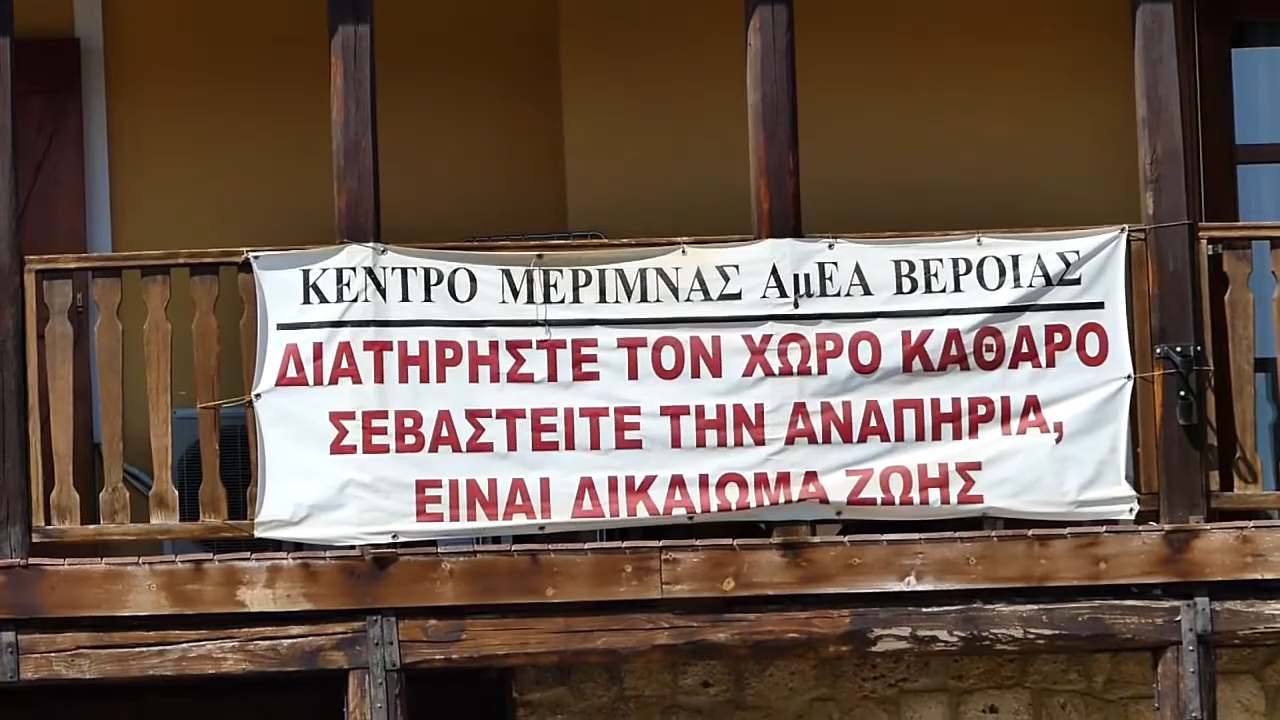 ΚΕΝΤΡΟ ΜΕΡΙΜΝΑΣ ΑμΕΑ ΒΕΡΟΙΑΣ
ΔΙΑΤΗΡΗΣΤΕ ΤΟΝ ΧΩΡΟ ΚΑΘΑΡΟ
ΣΕΒΑΣΤΕΙΤΕ ΤΗΝ ΑΝΑΠΗΡΙΑ,
ΕΙΝΑΙ ΔΙΚΑΙΩΜΑ ΖΩΗΣ